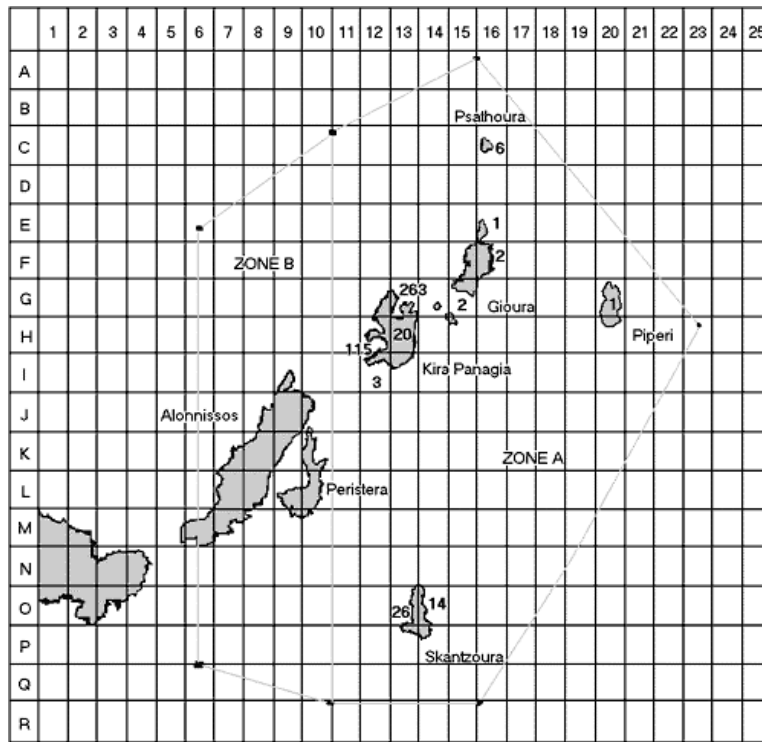 1 2 3 4 5 6 7 8 9 10 11 12 13 14 15 16 17 18 19 20 21 22 23 24 25
A
B
Psalhoura
C
6
D
E
1
F
ZONE B
2
G
263
2
Gioura
1
H
20
Piperi
115
Kira Panagia
I
3
J
Alonnissos
K
ZONE A
L
Peristera
M
N
O
26
14
P
Skantzoura
Q
R